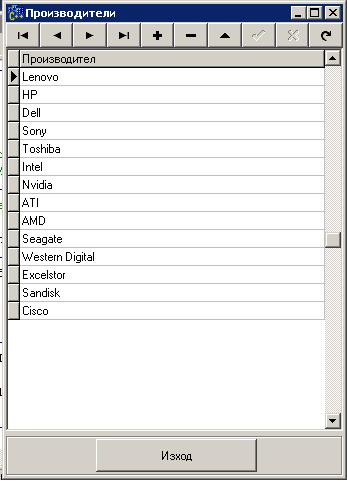 Производители
Производител
Lenovo
HP
Dell
Sony
Toshiba
Intel
Nvidia
ATI
AMD
Seagate
Western Digital
Excelstor
Sandisk
Cisco
Изход